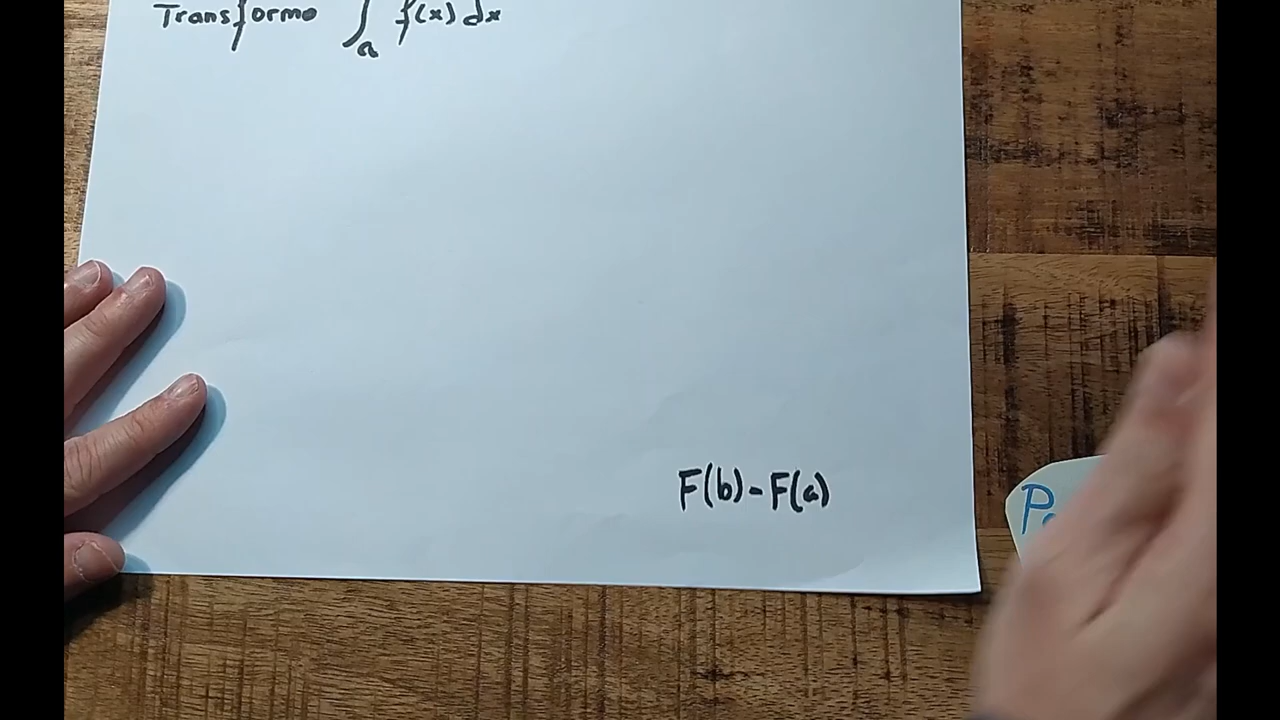 Transformo ∫a f(x) dx
F(b) - F(a)